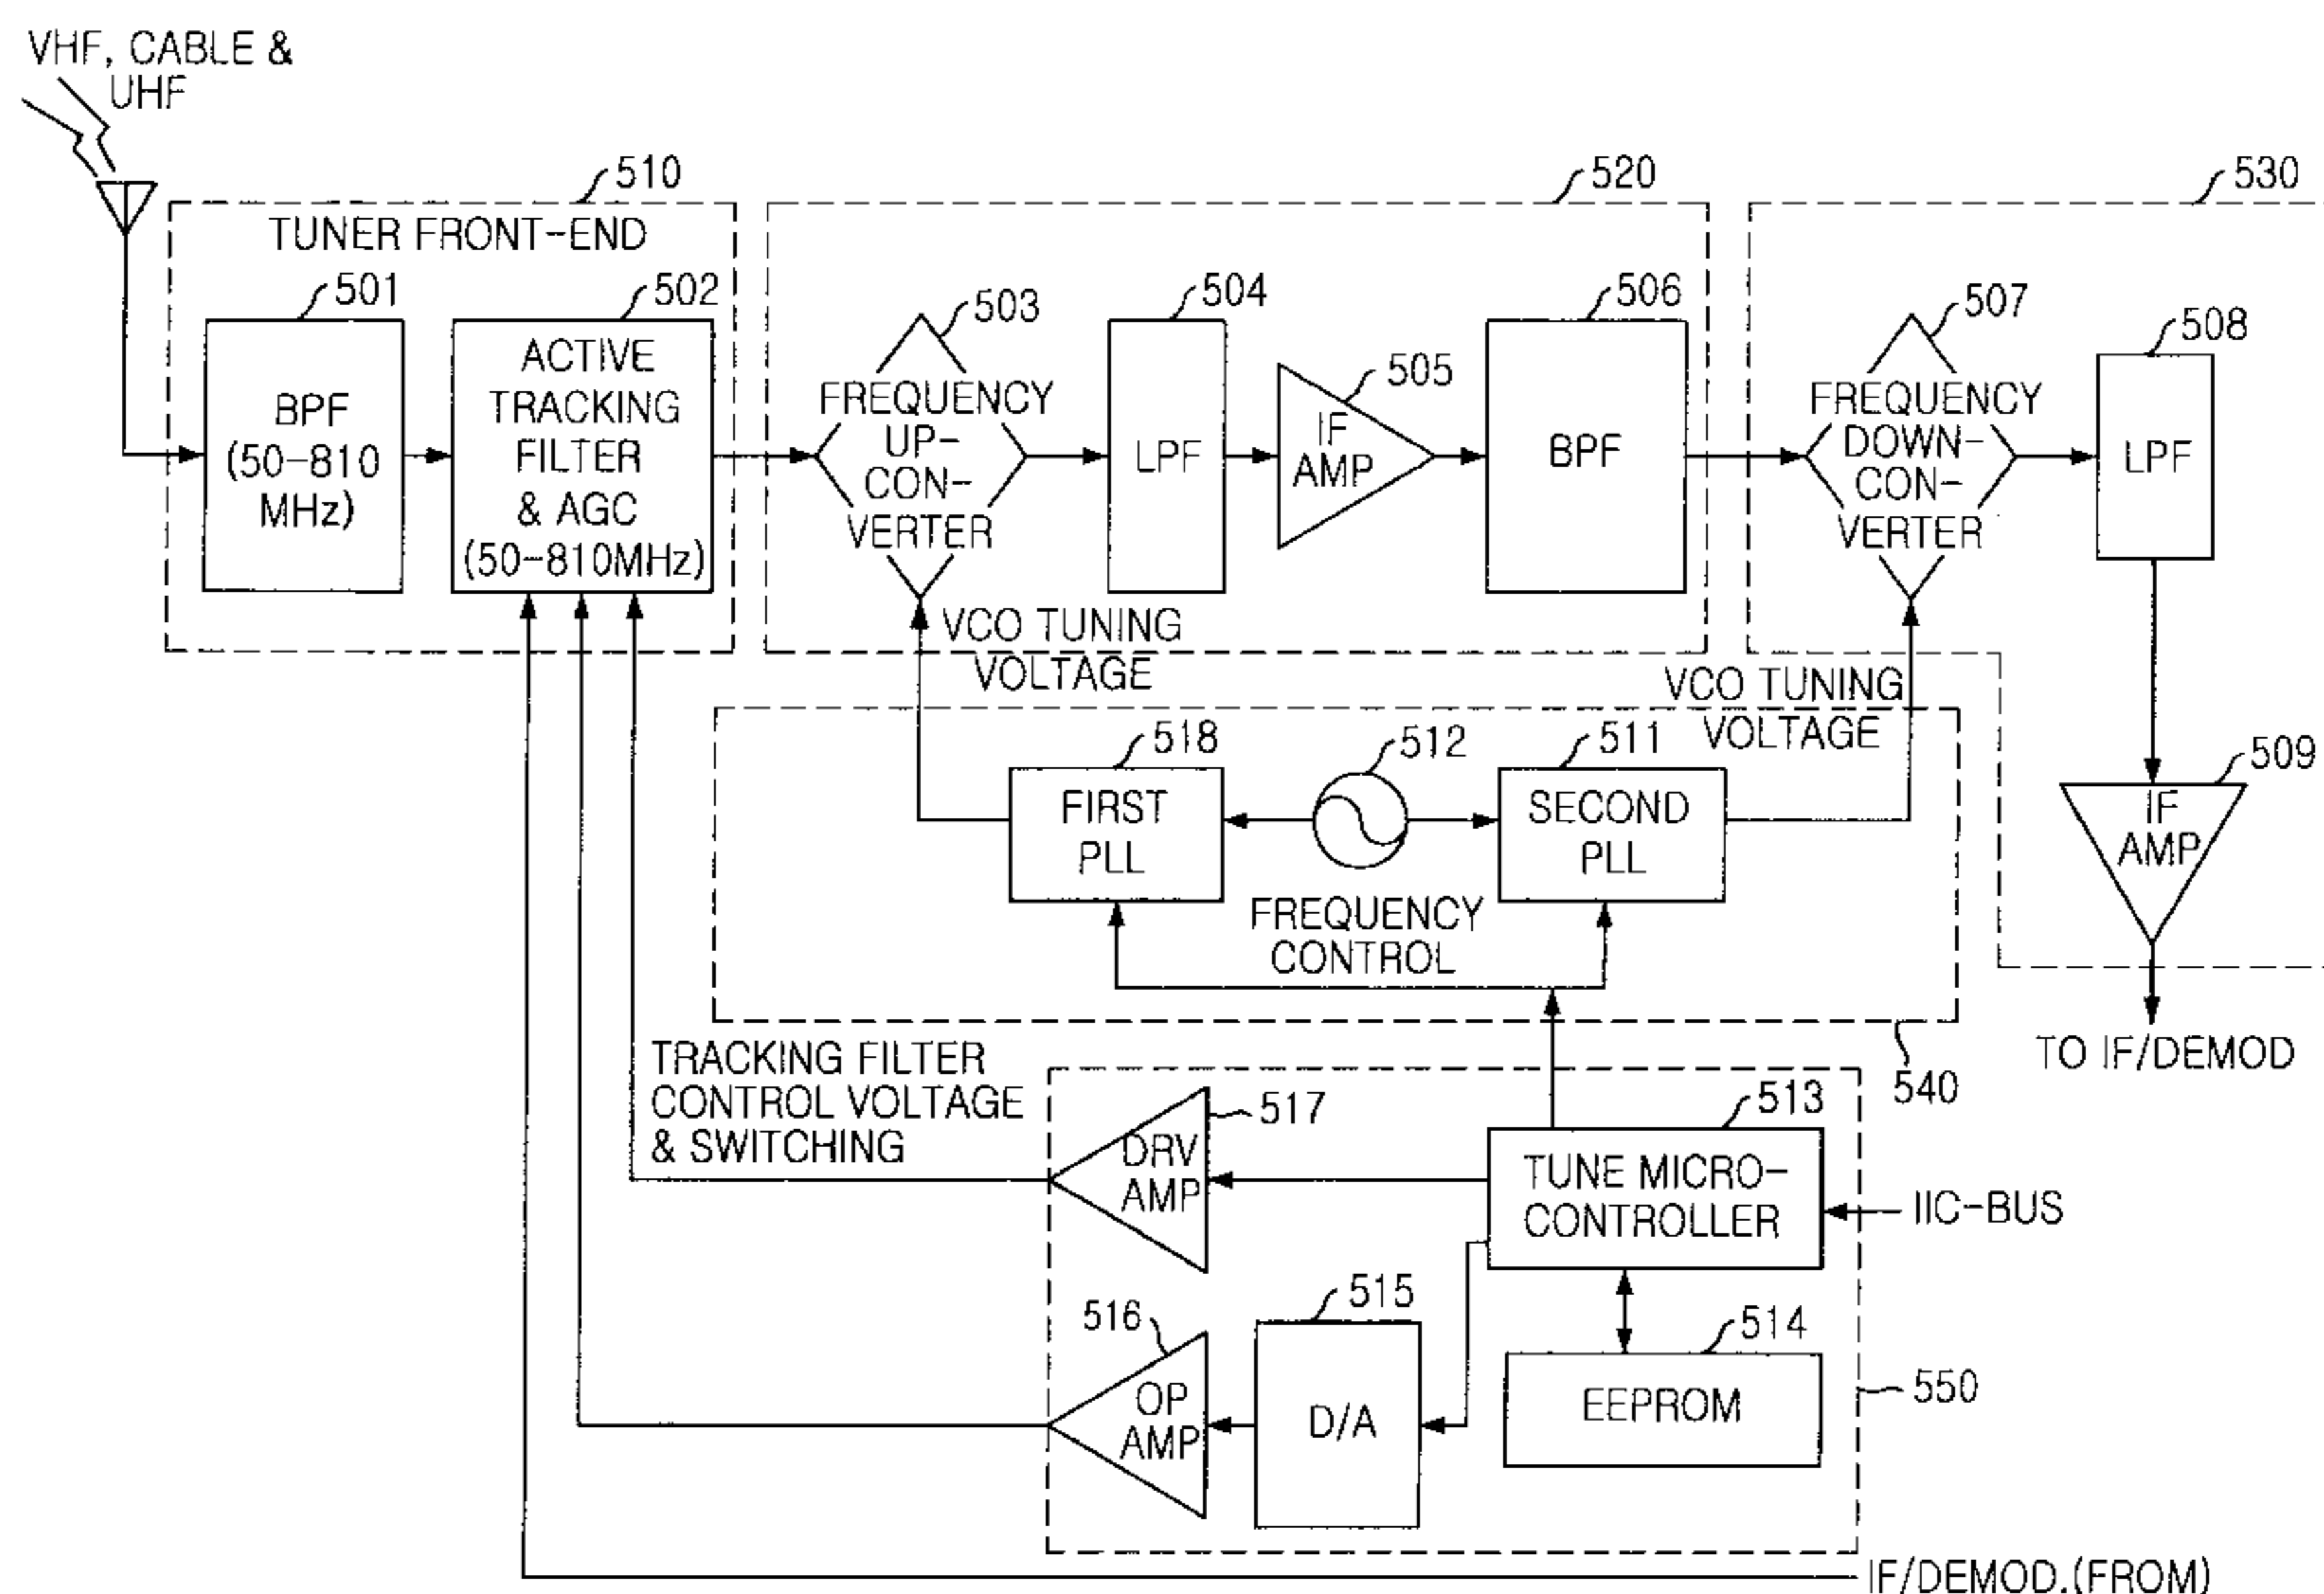 VHF, CABLE &
UHF
510
520
530
TUNER FRONT-END
501
502
503
504
505
506
507
508
BPF
(50-810
MHz)
ACTIVE
TRACKING
FILTER
& AGC
(50-810MHz)
FREQUENCY
UP-
CON-
VERTER
LPF
IF
AMP
BPF
FREQUENCY
DOWN-
CON-
VERTER
LPF
VCO TUNING
VOLTAGE
VCO TUNING
VOLTAGE
518
512
511
509
FIRST
PLL
SECOND
PLL
IF
AMP
FREQUENCY
CONTROL
TO IF/DEMOD
540
TRACKING FILTER
CONTROL VOLTAGE
& SWITCHING
517
513
DRV
AMP
TUNE MICRO-
CONTROLLER
IIC-BUS
516
515
514
OP
AMP
D/A
EEPROM
550
IF/DEMOD.(FROM)